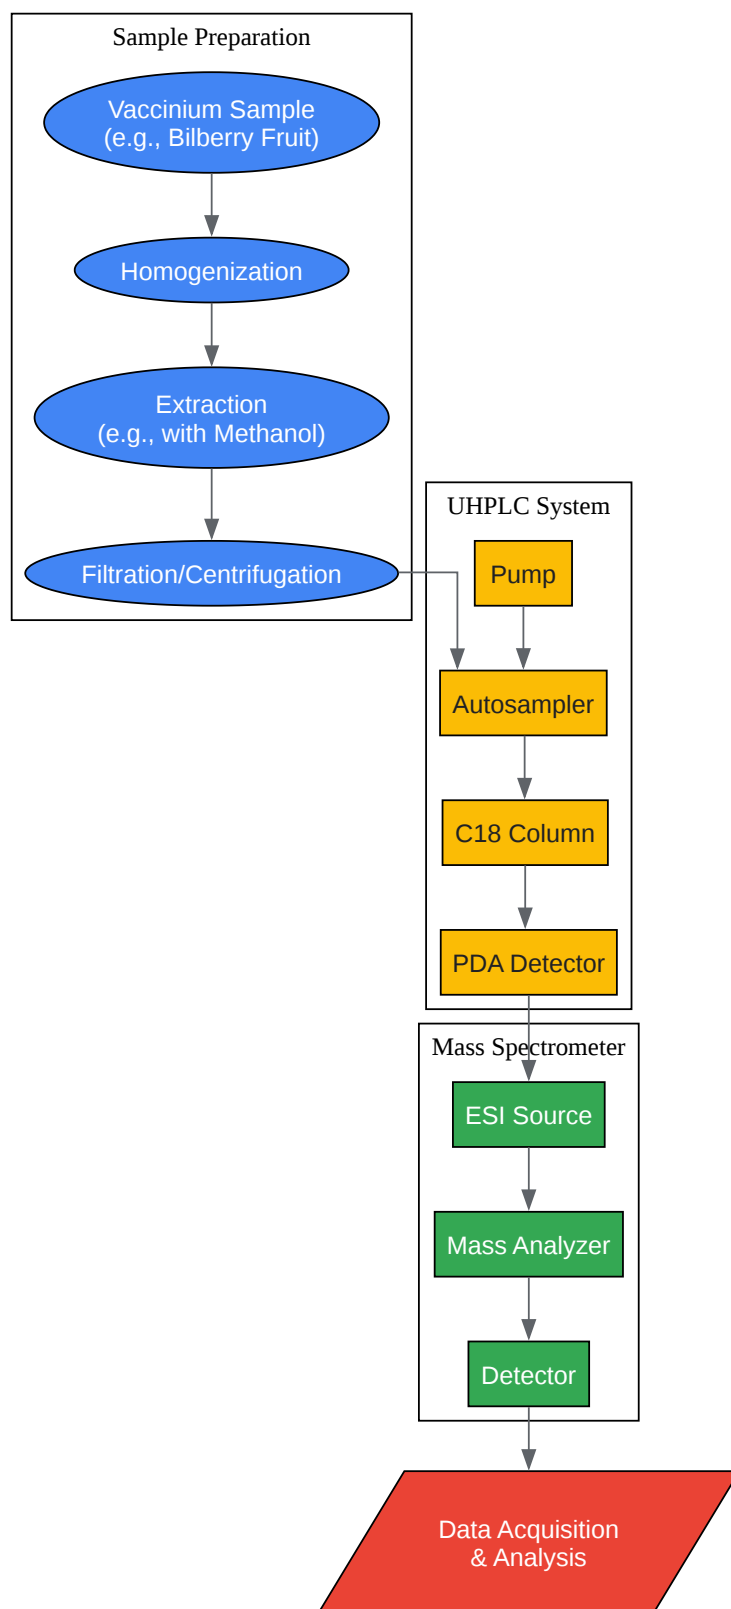 Sample Preparation
Vaccinium Sample
(e.g., Bilberry Fruit)
Homogenization
Extraction
(e.g., with Methanol)
Filtration/Centrifugation
UHPLC System
Pump
Autosampler
C18 Column
PDA Detector
Mass Spectrometer
ESI Source
Mass Analyzer
Detector
Data Acquisition
& Analysis